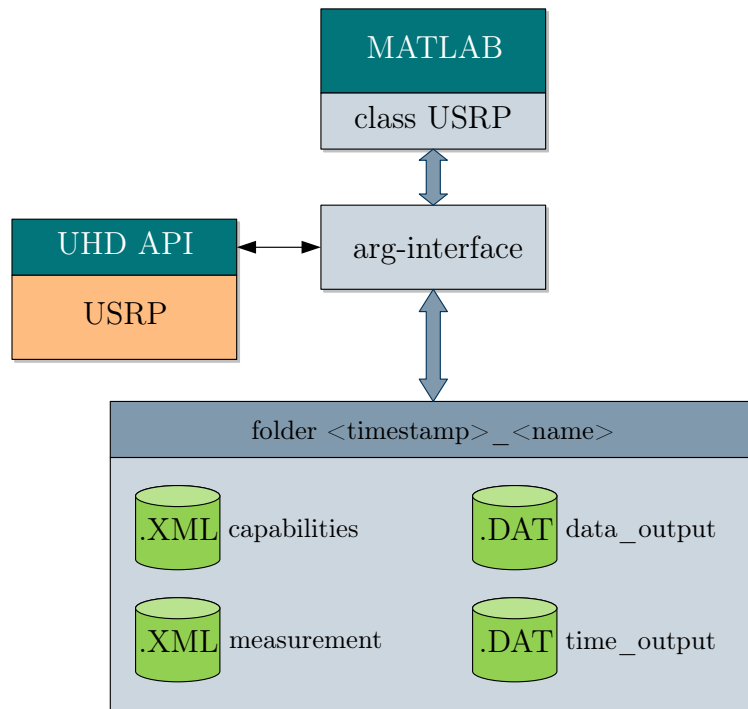 MATLAB
class USRP
UHD API
arg-interface
USRP
folder <timestamp>_<name>
.XML capabilities
.DAT data_output
.XML measurement
.DAT time_output